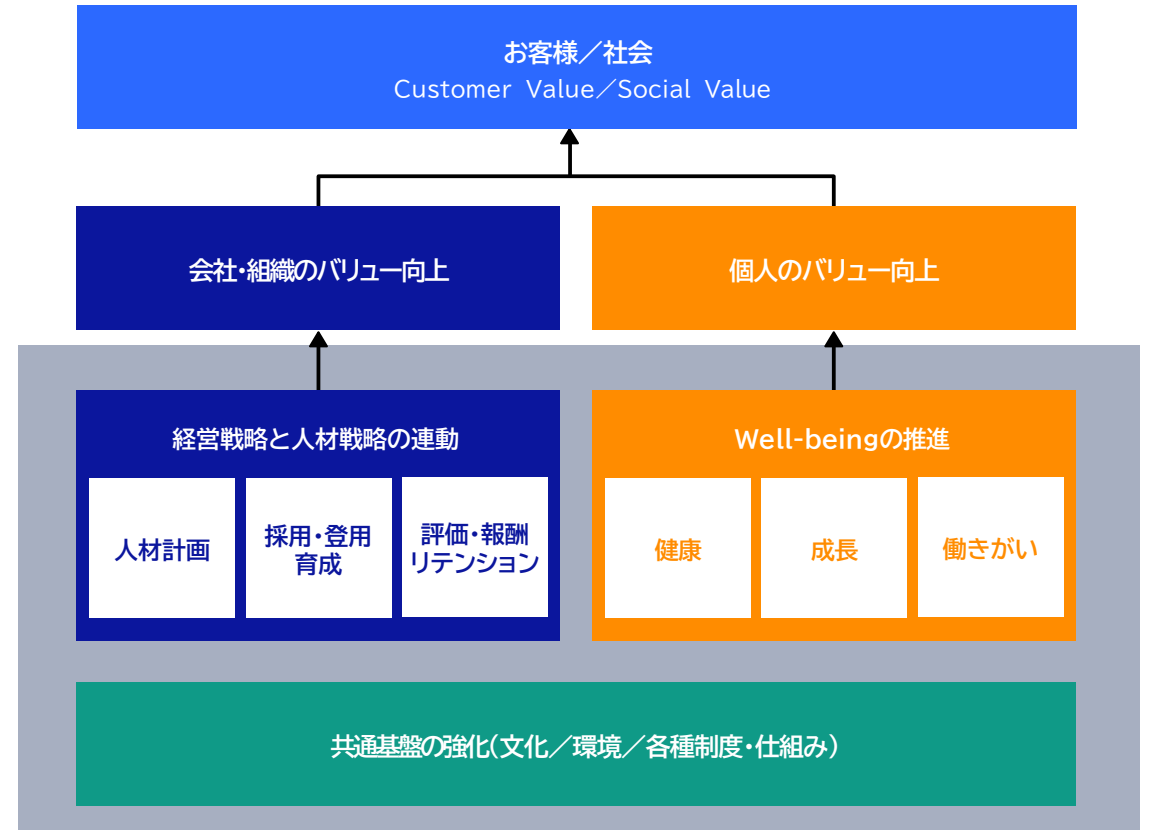 お客様／社会
Customer Value／Social Value
会社・組織のバリュー向上
個人のバリュー向上
経営戦略と人材戦略の連動
人材計画
採用・登用
育成
評価・報酬
リテンション
Well-beingの推進
健康
成長
働きがい
共通基盤の強化(文化／環境／各種制度・仕組み)